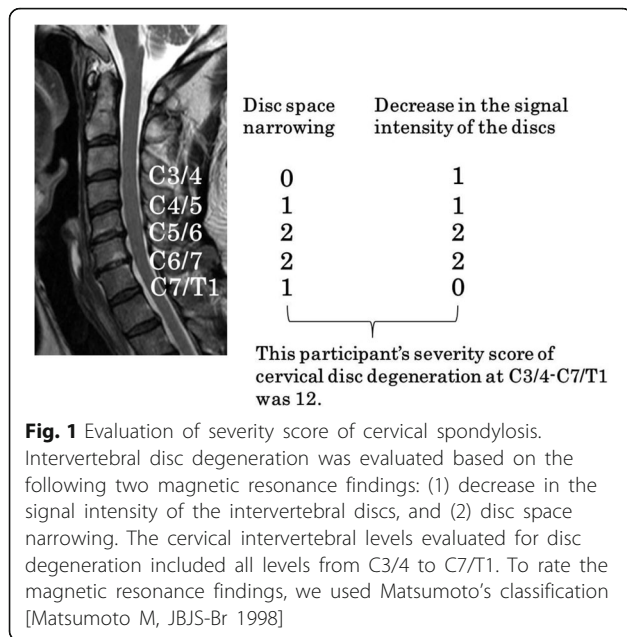 Disc space narrowing
Decrease in the signal intensity of the discs
C3/4 0 1
C4/5 1 1
C5/6 2 2
C6/7 2 2
C7/T1 1 0
This participant's severity score of
cervical disc degeneration at C3/4-C7/T1
was 12.
Fig. 1 Evaluation of severity score of cervical spondylosis.
Intervertebral disc degeneration was evaluated based on the
following two magnetic resonance findings: (1) decrease in the
signal intensity of the intervertebral discs, and (2) disc space
narrowing. The cervical intervertebral levels evaluated for disc
degeneration included all levels from C3/4 to C7/T1. To rate the
magnetic resonance findings, we used Matsumoto's classification
[Matsumoto M, JBJS-Br 1998]